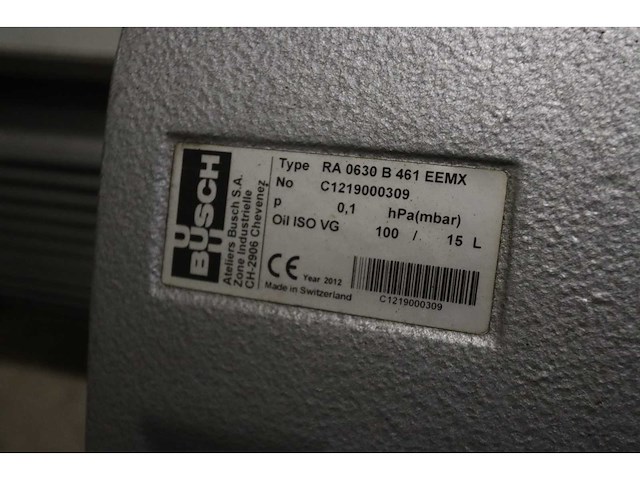 BUSCH
Ateliers Busch S.A.
Zone Industrielle
CH-2906 Chevenez
Type RA 0630 B 461 EEMX
No C1219000309
p 0,1 hPa(mbar)
Oil ISO VG 100 / 15 L
CE Year 2012
Made in Switzerland
C1219000309